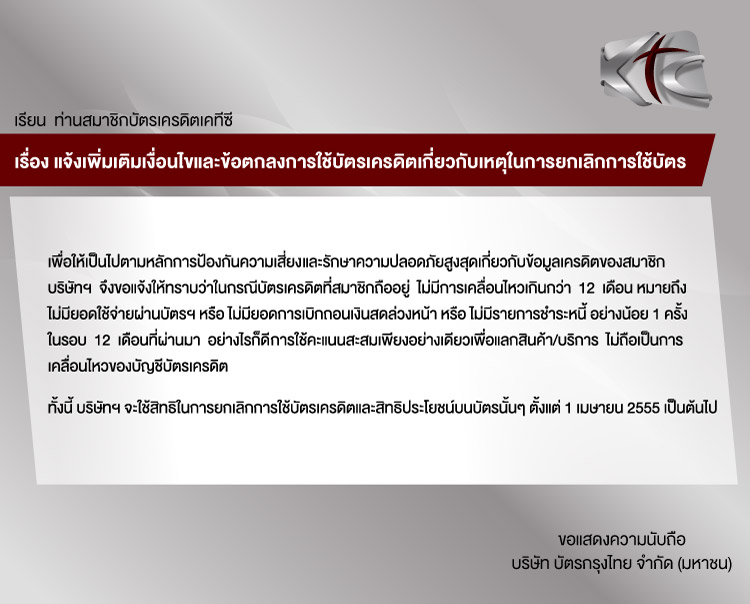 KTC
เรียน ท่านสมาชิกบัตรเครดิตเคทีซี
เรื่อง แจ้งเพิ่มเติมเงื่อนไขและข้อตกลงการใช้บัตรเครดิตเกี่ยวกับเหตุในการยกเลิกการใช้บัตร
เพื่อให้เป็นไปตามหลักการป้องกันความเสี่ยงและรักษาความปลอดภัยสูงสุดเกี่ยวกับข้อมูลเครดิตของสมาชิก
บริษัทฯ จึงขอแจ้งให้ทราบว่าในกรณีบัตรเครดิตที่สมาชิกถืออยู่ ไม่มีการเคลื่อนไหวเกินกว่า 12 เดือน หมายถึง
ไม่มียอดใช้จ่ายผ่านบัตรฯ หรือ ไม่มียอดการเบิกถอนเงินสดล่วงหน้า หรือ ไม่มีรายการชำระหนี้ อย่างน้อย 1 ครั้ง
ในรอบ 12 เดือนที่ผ่านมา อย่างไรก็ดีการใช้คะแนนสะสมเพียงอย่างเดียวเพื่อแลกสินค้า/บริการ ไม่ถือเป็นการ
เคลื่อนไหวของบัญชีบัตรเครดิต
ทั้งนี้ บริษัทฯ จะใช้สิทธิในการยกเลิกการใช้บัตรเครดิตและสิทธิประโยชน์บนบัตรนั้นๆ ตั้งแต่ 1 เมษายน 2555 เป็นต้นไป
ขอแสดงความนับถือ
บริษัท บัตรกรุงไทย จำกัด (มหาชน)